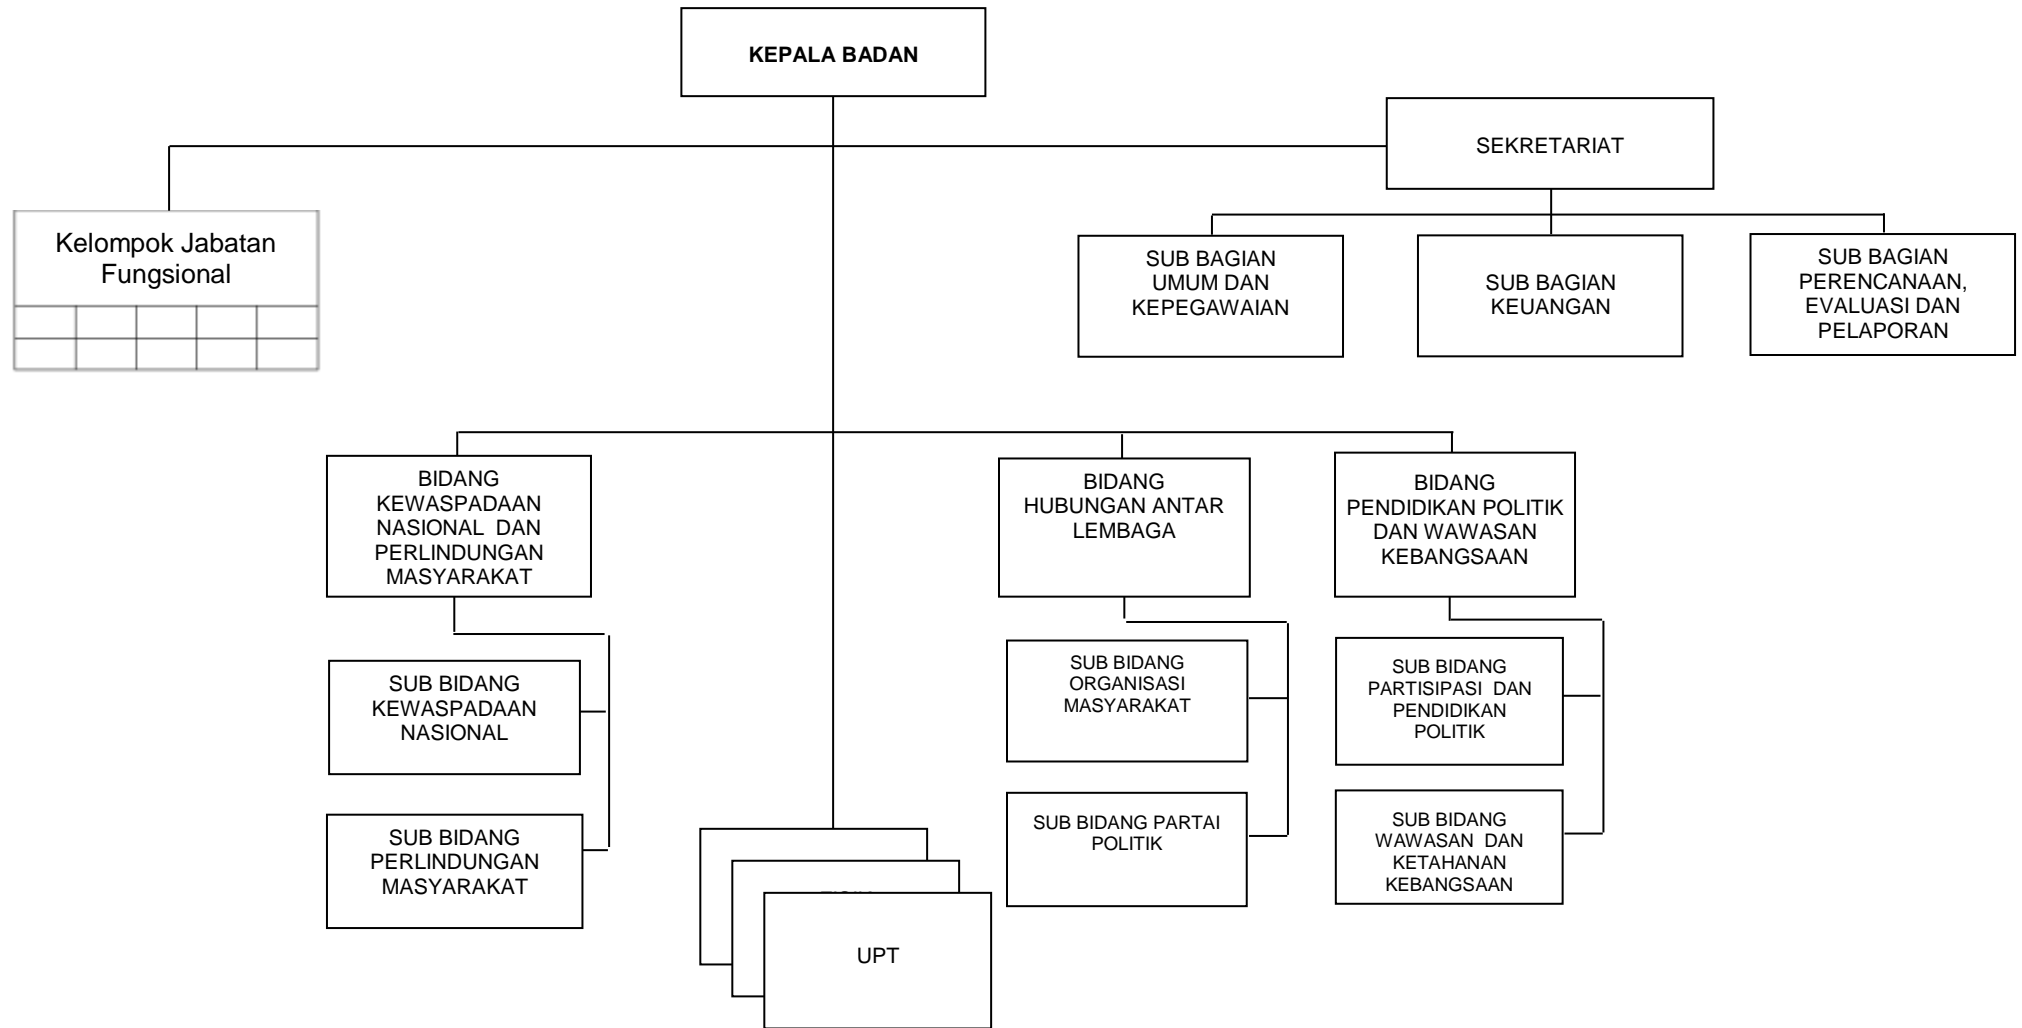 KEPALA BADAN
SEKRETARIAT
Kelompok Jabatan
Fungsional
SUB BAGIAN
UMUM DAN
KEPEGAWAIAN
SUB BAGIAN
KEUANGAN
SUB BAGIAN
PERENCANAAN,
EVALUASI DAN
PELAPORAN
BIDANG
KEWASPADAAN
NASIONAL DAN
PERLINDUNGAN
MASYARAKAT
BIDANG
HUBUNGAN ANTAR
LEMBAGA
BIDANG
PENDIDIKAN POLITIK
DAN WAWASAN
KEBANGSAAN
SUB BIDANG
KEWASPADAAN
NASIONAL
SUB BIDANG
ORGANISASI
MASYARAKAT
SUB BIDANG
PARTISIPASI DAN
PENDIDIKAN
POLITIK
SUB BIDANG
PERLINDUNGAN
MASYARAKAT
SUB BIDANG PARTAI
POLITIK
SUB BIDANG
WAWASAN DAN
KETAHANAN
KEBANGSAAN
UPT